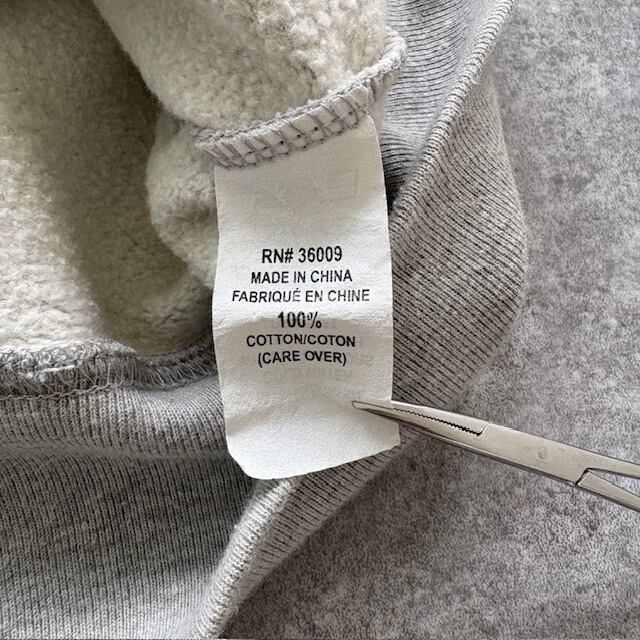 RN# 36009
MADE IN CHINA
FABRIQUÉ EN CHINE
100%
COTTON/COTON
(CARE OVER)